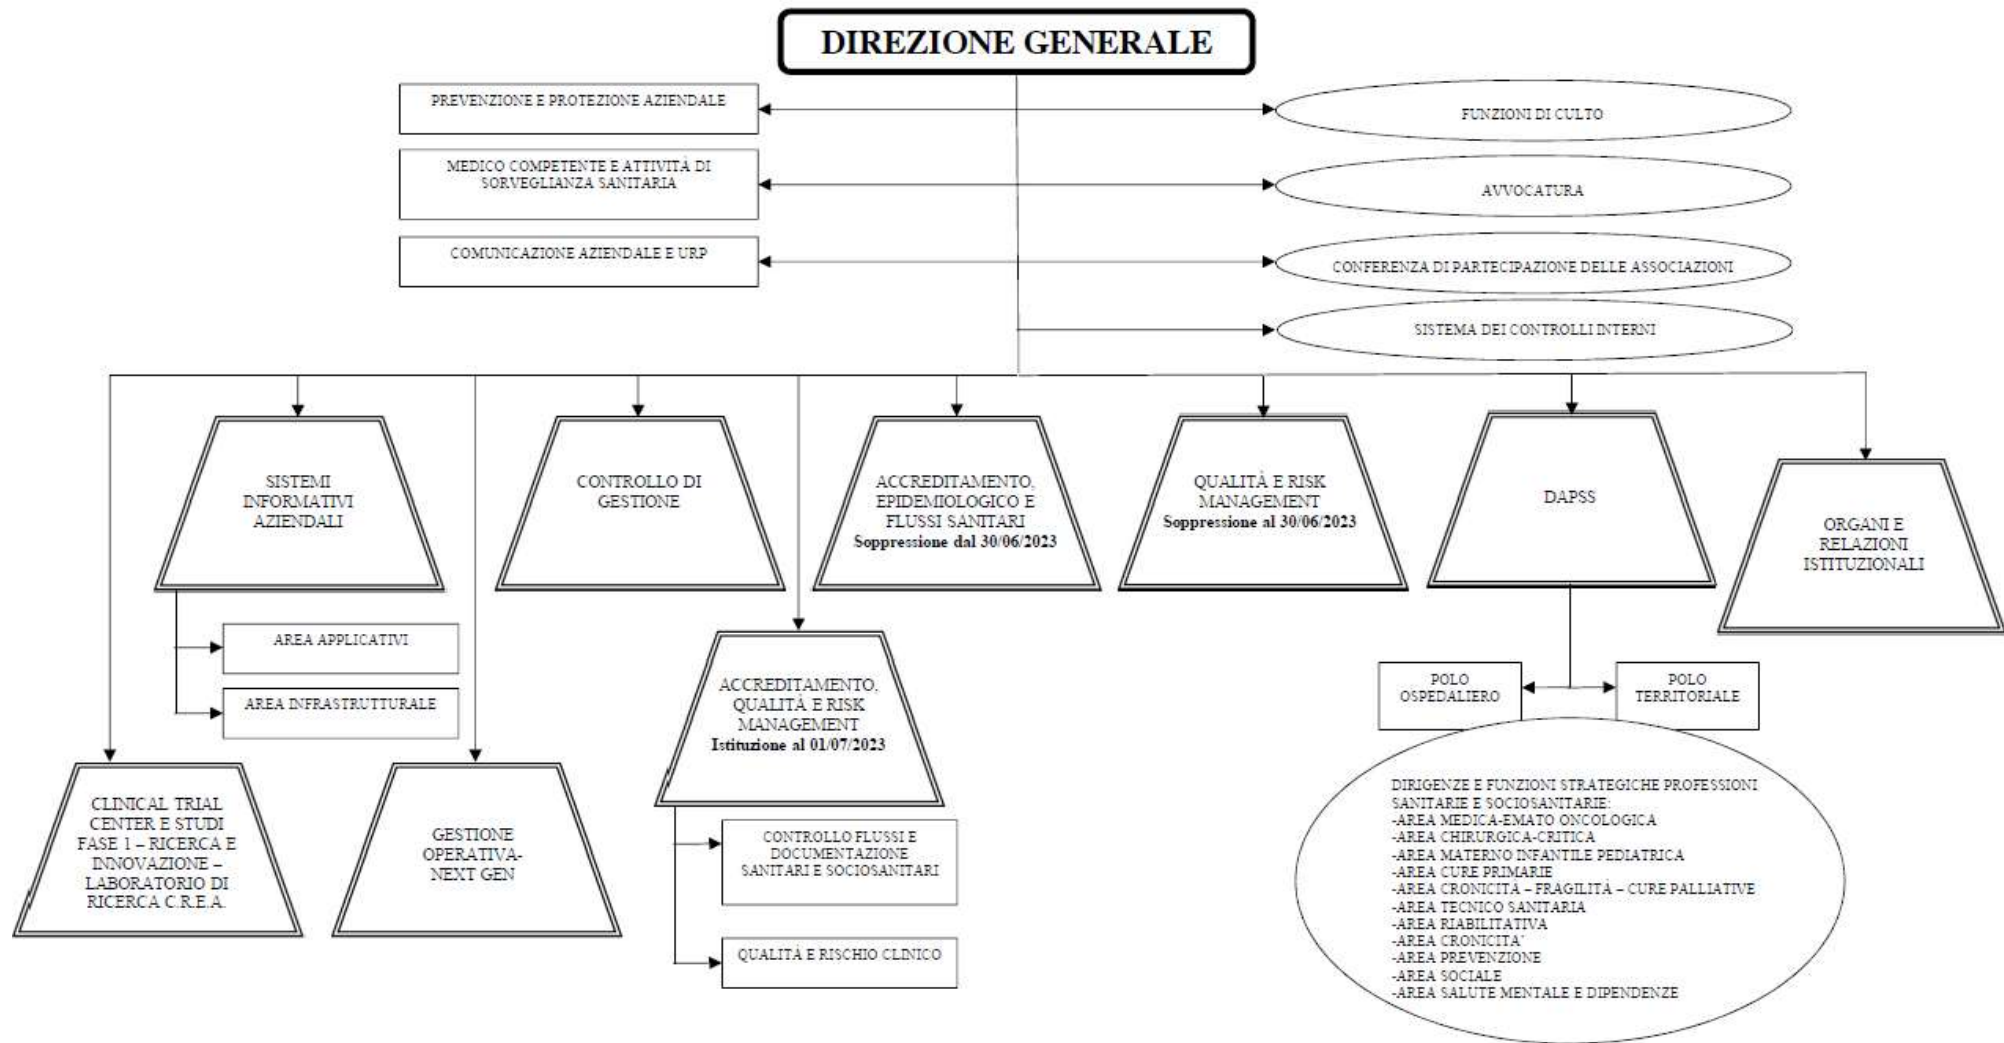 DIREZIONE GENERALE
PREVENZIONE E PROTEZIONE AZIENDALE
FUNZIONI DI CULTO
MEDICO COMPETENTE E ATTIVITÀ DI
SORVEGLIANZA SANITARIA
AVVOCATURA
COMUNICAZIONE AZIENDALE E URP
CONFERENZA DI PARTECIPAZIONE DELLE ASSOCIAZIONI
SISTEMA DEI CONTROLLI INTERNI
SISTEMI
INFORMATIVI
AZIENDALI
CONTROLLO DI
GESTIONE
ACCREDITAMENTO,
EPIDEMIOLOGICO E
FLUSSI SANITARI
Soppressione dal 30/06/2023
QUALITÀ E RISK
MANAGEMENT
Soppressione al 30/06/2023
DAPSS
ORGANI E
RELAZIONI
ISTITUZIONALI
AREA APPLICATIVI
AREA INFRASTRUTTURALE
ACCREDITAMENTO,
QUALITÀ E RISK
MANAGEMENT
Istituzione al 01/07/2023
POLO
OSPEDALIERO
POLO
TERRITORIALE
CLINICAL TRIAL
CENTER E STUDI
FASE 1 – RICERCA E
INNOVAZIONE –
LABORATORIO DI
RICERCA C.R.E.A.
GESTIONE
OPERATIVA-
NEXT GEN
CONTROLLO FLUSSI E
DOCUMENTAZIONE
SANITARI E SOCIOSANITARI
QUALITÀ E RISCHIO CLINICO
DIRIGENZE E FUNZIONI STRATEGICHE PROFESSIONI
SANITARIE E SOCIOSANITARIE:
-AREA MEDICA-EMATO ONCOLOGICA
-AREA CHIRURGICA-CRITICA
-AREA MATERNO INFANTILE PEDIATRICA
-AREA CURE PRIMARIE
-AREA CRONICITÀ – FRAGILITÀ – CURE PALLIATIVE
-AREA TECNICO SANITARIA
-AREA RIABILITATIVA
-AREA CRONICITA'
-AREA PREVENZIONE
-AREA SOCIALE
-AREA SALUTE MENTALE E DIPENDENZE